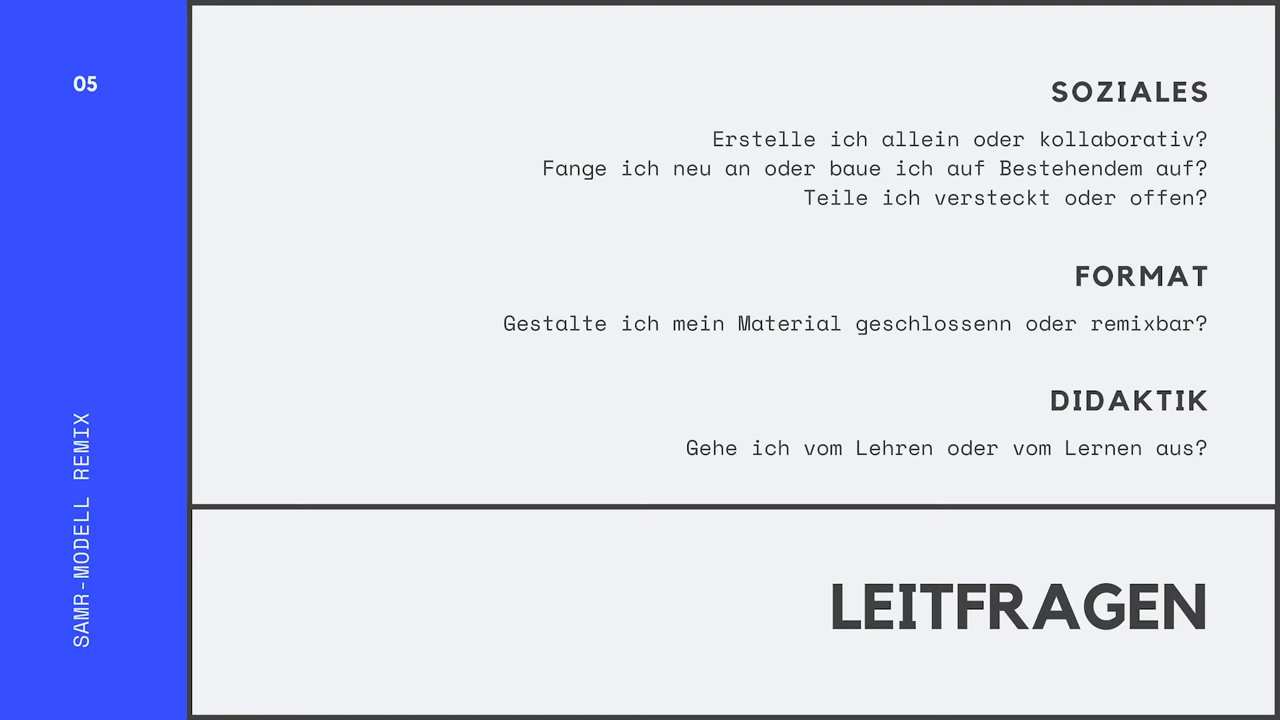 05
SAMR-MODELL REMIX
SOZIALES
Erstelle ich allein oder kollaborativ?
Fange ich neu an oder baue ich auf Bestehendem auf?
Teile ich versteckt oder offen?
FORMAT
Gestalte ich mein Material geschlossenn oder remixbar?
DIDAKTIK
Gehe ich vom Lehren oder vom Lernen aus?
LEITFRAGEN